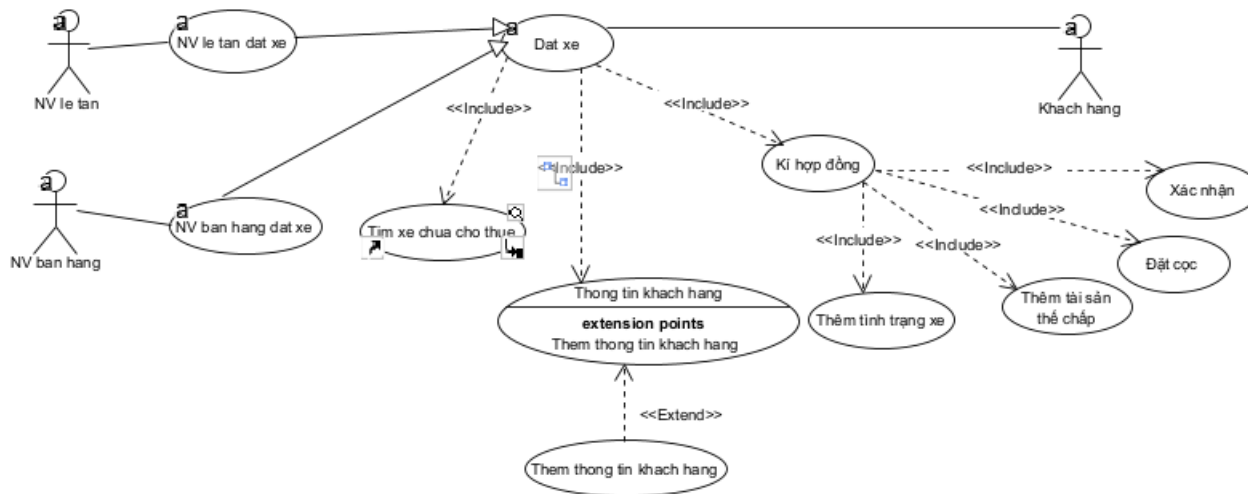 a
a
NV le tan dat xe
a
Dat xe
a
NV le tan
Khach hang
<<Include>>
<<Include>>
<<Include>>
Kí hợp đồng
<<Include>>
Xác nhận
a
NV ban hang
a
NV ban hang dat xe
Tim xe chua cho thue
<<Include>>
<<Include>>
<<Include>>
Đặt cọc
Thong tin khach hang
extension points
Them thong tin khach hang
Thêm tình trạng xe
Thêm tài sản
thế chấp
<<Extend>>
Them thong tin khach hang